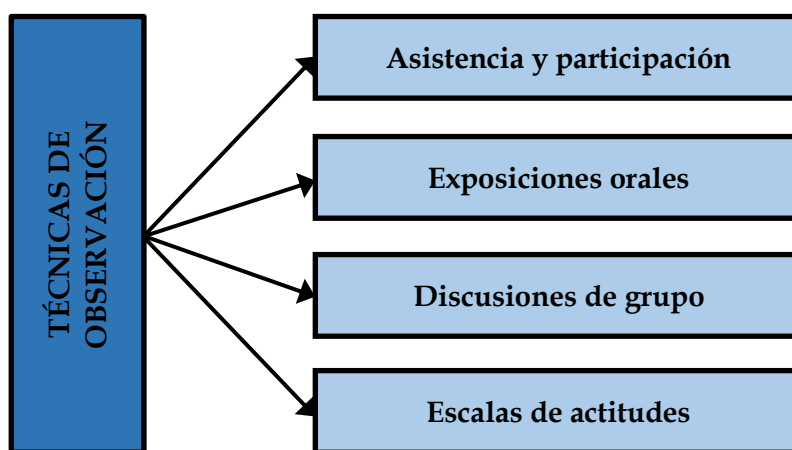 TÉCNICAS DE
OBSERVACIÓN
Asistencia y participación
Exposiciones orales
Discusiones de grupo
Escalas de actitudes